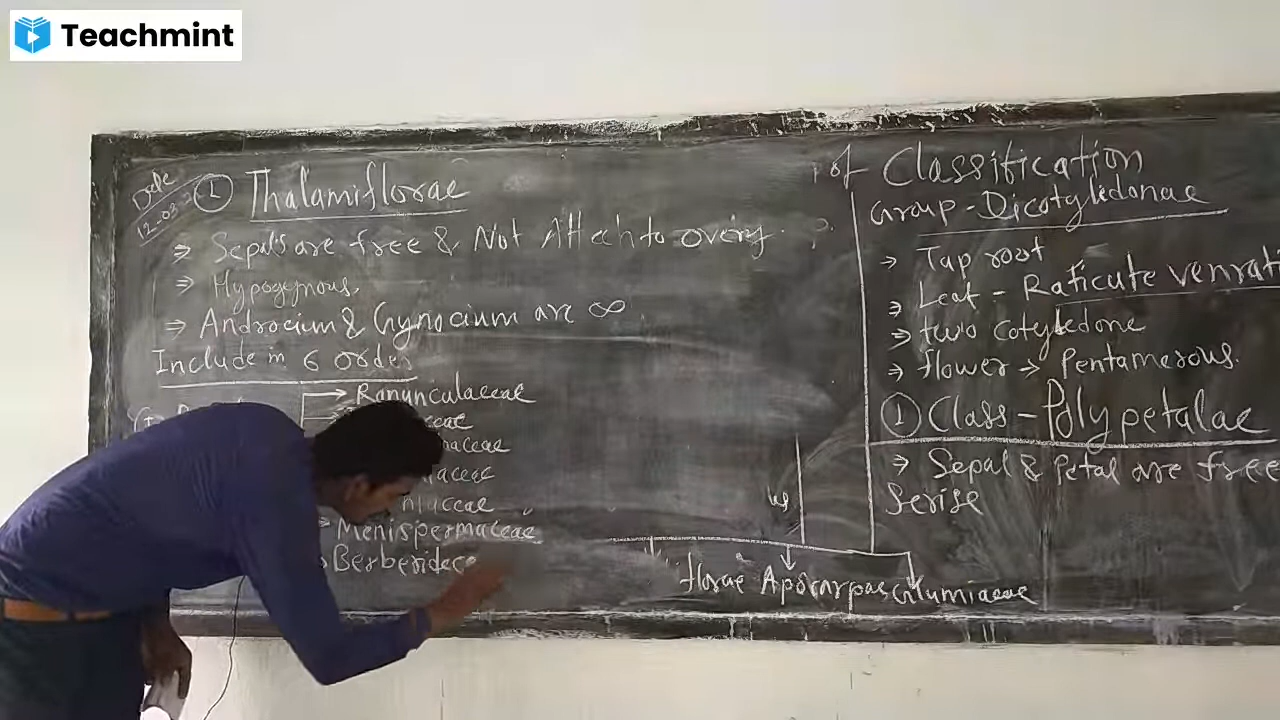 Teachmint
Date
12-03-2
① Thalamiflorae
⇒ Sepals are free & Not Attech to overy.
⇒ Hypogynous,
⇒ Androcium & Gynocium are ∞
Include in 6 order
→ Ranunculaceae
Menispermaceae
Berberidece
of Classification
Group - Dicotyledonae
→ Tap root
→ Leaf - Raticute venrati
→ two Cotyledone
→ flower → Pentamerous.
① Class - Polypetalae
→ Sepal & Petal are free
Serise
florae Apocarpae